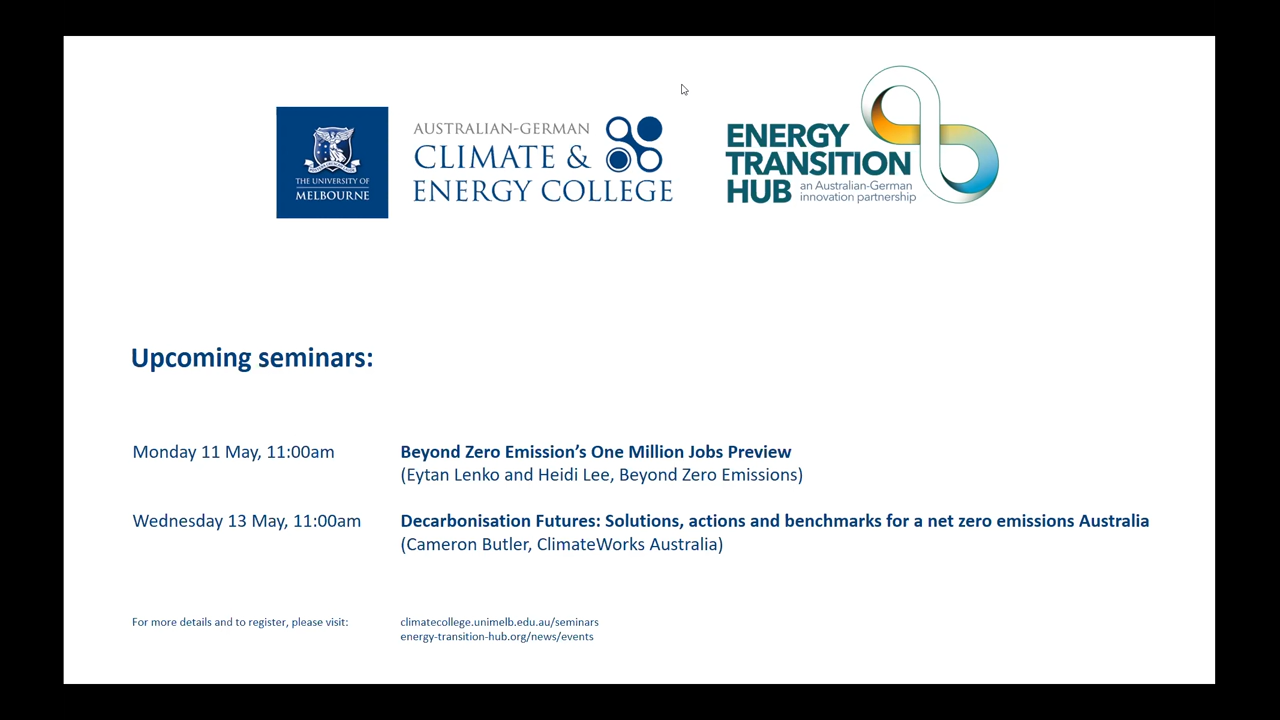 THE UNIVERSITY OF
MELBOURNE
AUSTRALIAN-GERMAN
CLIMATE &
ENERGY COLLEGE
ENERGY
TRANSITION
HUB
an Australian-German
innovation partnership
Upcoming seminars:
Monday 11 May, 11:00am
Beyond Zero Emission’s One Million Jobs Preview
(Eytan Lenko and Heidi Lee, Beyond Zero Emissions)
Wednesday 13 May, 11:00am
Decarbonisation Futures: Solutions, actions and benchmarks for a net zero emissions Australia
(Cameron Butler, ClimateWorks Australia)
For more details and to register, please visit:
climatecollege.unimelb.edu.au/seminars
energy-transition-hub.org/news/events